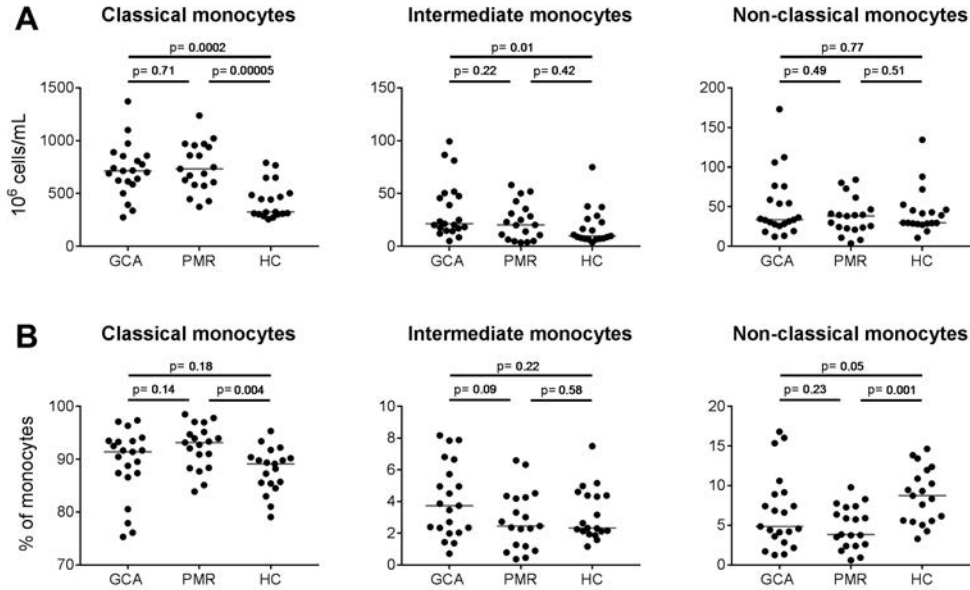 A
Classical monocytes
p= 0.0002
p= 0.71
p= 0.00005
10⁶ cells/mL
1500
1000
500
0
GCA
PMR
HC
Intermediate monocytes
p= 0.01
p= 0.22
p= 0.42
150
100
50
0
GCA
PMR
HC
Non-classical monocytes
p= 0.77
p= 0.49
p= 0.51
200
150
100
50
0
GCA
PMR
HC
B
Classical monocytes
p= 0.18
p= 0.14
p= 0.004
% of monocytes
100
90
80
70
GCA
PMR
HC
Intermediate monocytes
p= 0.22
p= 0.09
p= 0.58
10
8
6
4
2
0
GCA
PMR
HC
Non-classical monocytes
p= 0.05
p= 0.23
p= 0.001
20
15
10
5
0
GCA
PMR
HC